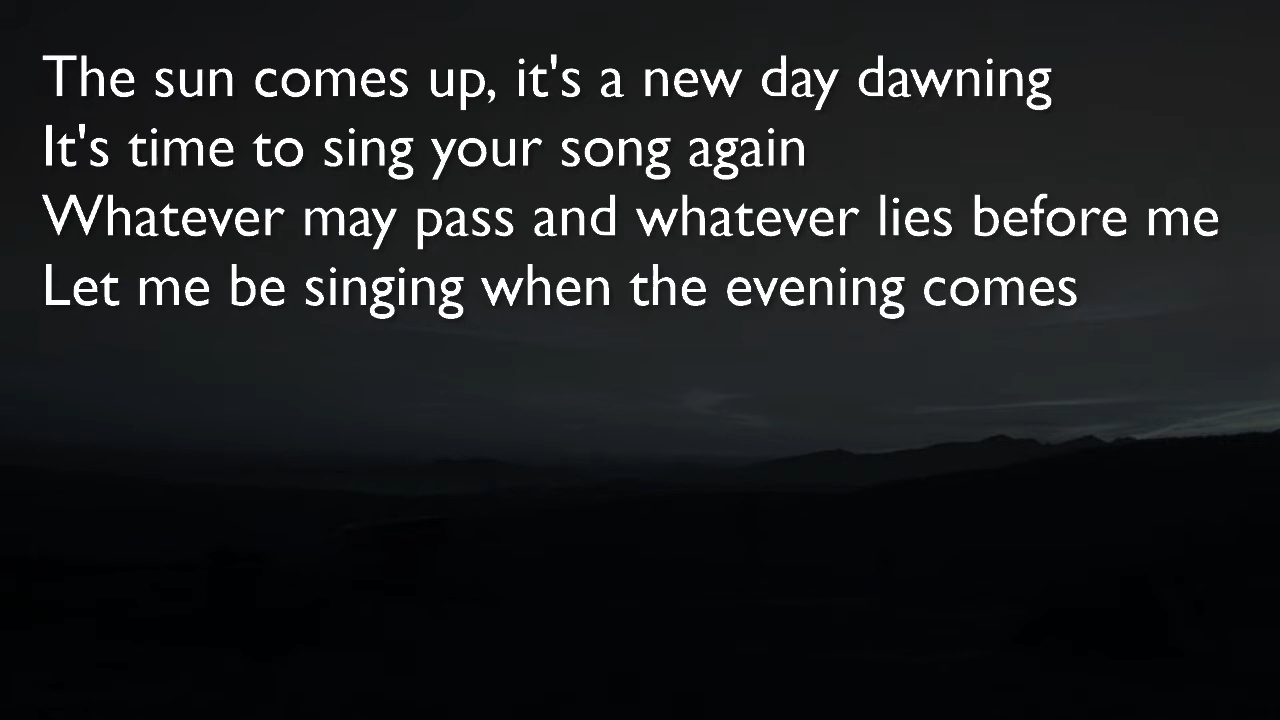 The sun comes up, it's a new day dawning
It's time to sing your song again
Whatever may pass and whatever lies before me
Let me be singing when the evening comes